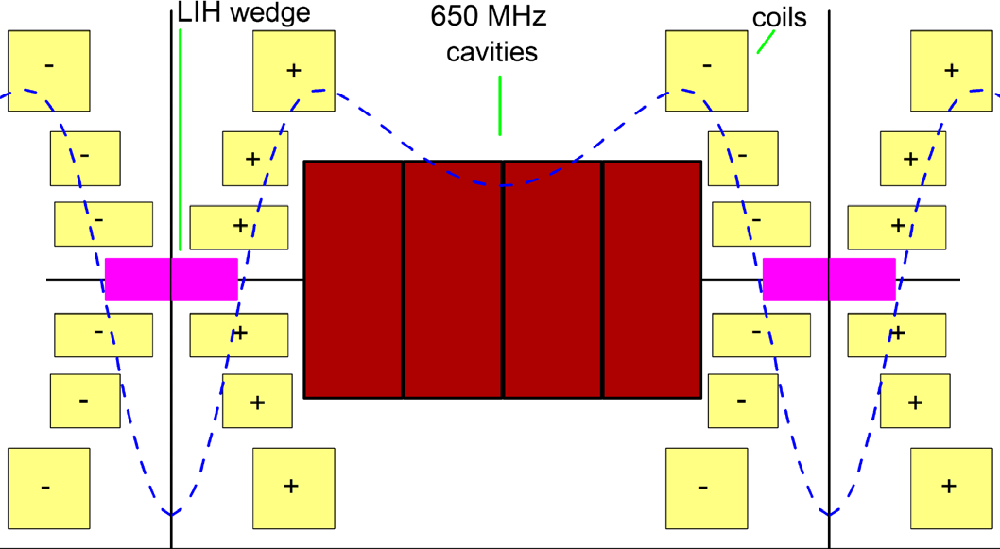 LIH wedge
650 MHz
cavities
coils
- + - +
- + - +
- + - +
- + - +
- + - +
- + - +